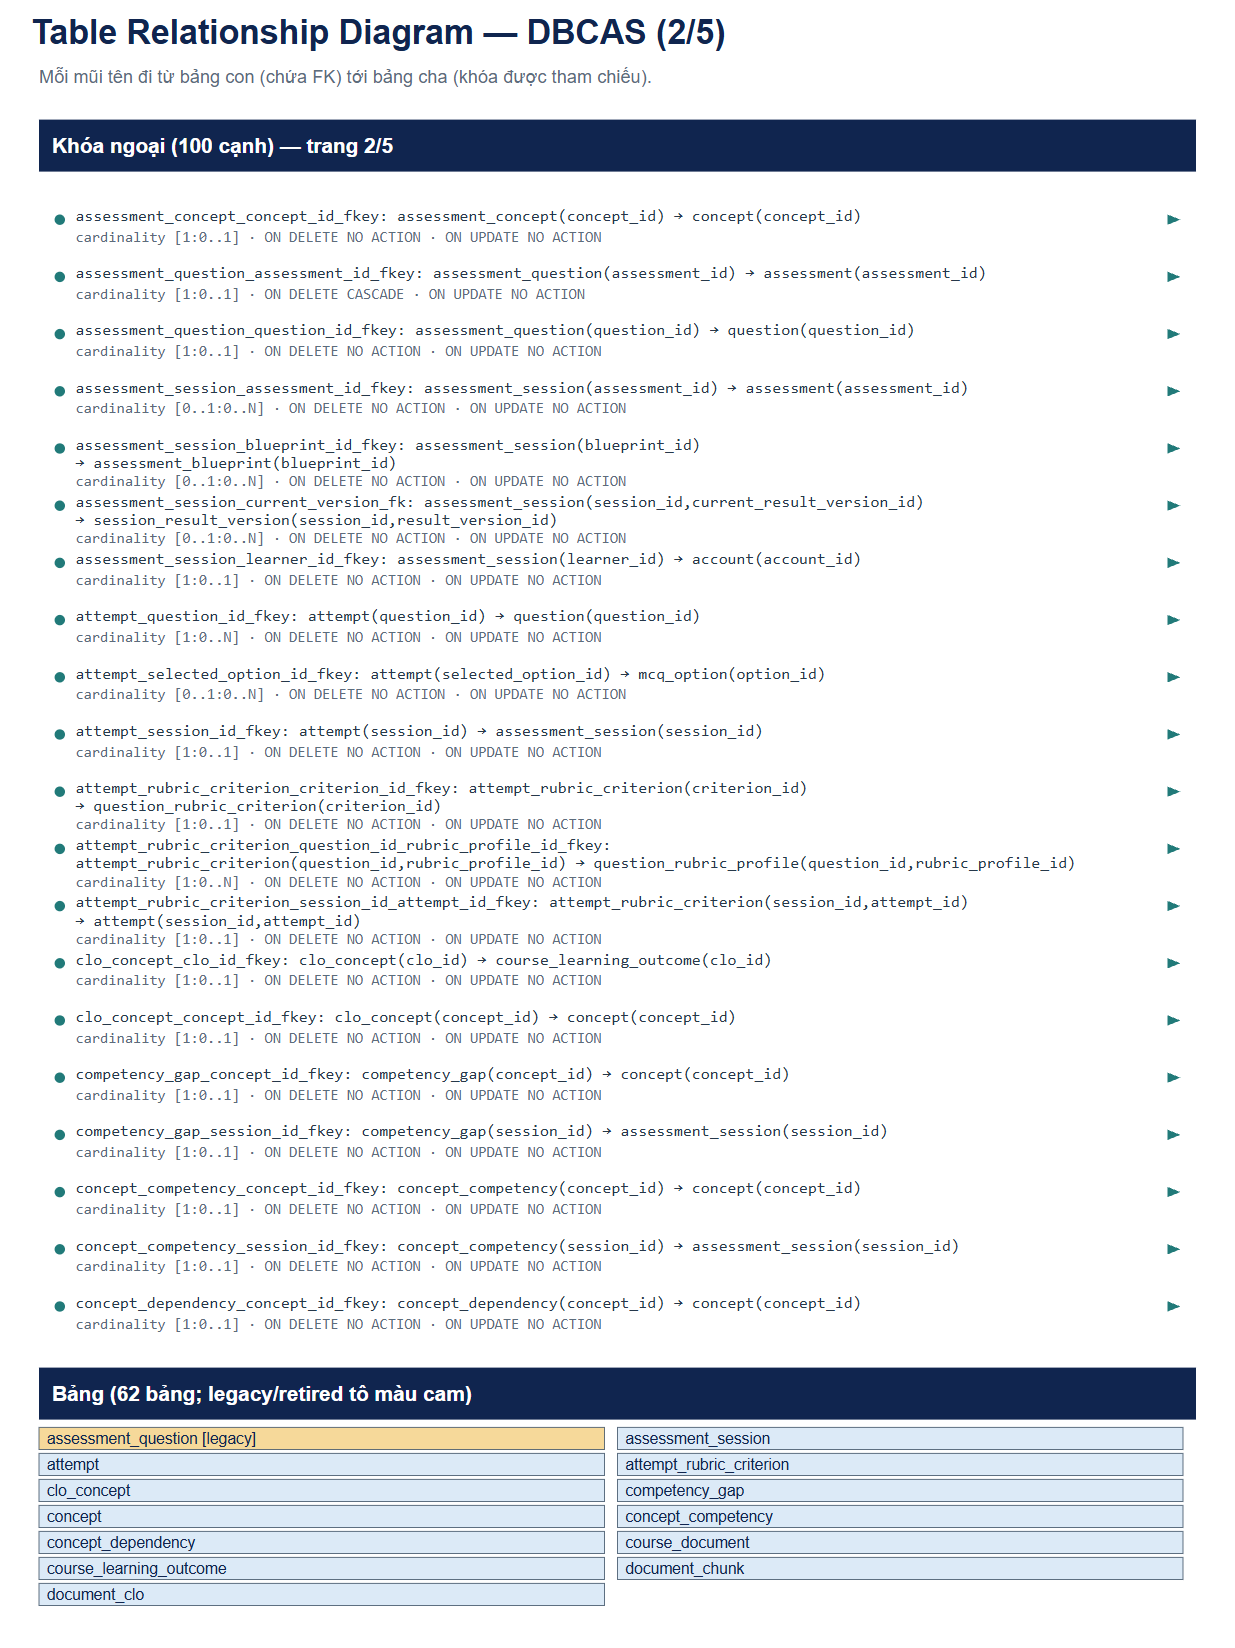 Table Relationship Diagram — DBCAS (2/5)
Mỗi mũi tên đi từ bảng con (chứa FK) tới bảng cha (khóa được tham chiếu).
Khóa ngoại (100 cạnh) — trang 2/5
assessment_concept_concept_id_fkey: assessment_concept(concept_id) → concept(concept_id)
cardinality [1:0..1] · ON DELETE NO ACTION · ON UPDATE NO ACTION
assessment_question_assessment_id_fkey: assessment_question(assessment_id) → assessment(assessment_id)
cardinality [1:0..1] · ON DELETE CASCADE · ON UPDATE NO ACTION
assessment_question_question_id_fkey: assessment_question(question_id) → question(question_id)
cardinality [1:0..1] · ON DELETE NO ACTION · ON UPDATE NO ACTION
assessment_session_assessment_id_fkey: assessment_session(assessment_id) → assessment(assessment_id)
cardinality [0..1:0..N] · ON DELETE NO ACTION · ON UPDATE NO ACTION
assessment_session_blueprint_id_fkey: assessment_session(blueprint_id)
→ assessment_blueprint(blueprint_id)
cardinality [0..1:0..N] · ON DELETE NO ACTION · ON UPDATE NO ACTION
assessment_session_current_version_fk: assessment_session(session_id,current_result_version_id)
→ session_result_version(session_id,result_version_id)
cardinality [0..1:0..N] · ON DELETE NO ACTION · ON UPDATE NO ACTION
assessment_session_learner_id_fkey: assessment_session(learner_id) → account(account_id)
cardinality [1:0..1] · ON DELETE NO ACTION · ON UPDATE NO ACTION
attempt_question_id_fkey: attempt(question_id) → question(question_id)
cardinality [1:0..N] · ON DELETE NO ACTION · ON UPDATE NO ACTION
attempt_selected_option_id_fkey: attempt(selected_option_id) → mcq_option(option_id)
cardinality [0..1:0..N] · ON DELETE NO ACTION · ON UPDATE NO ACTION
attempt_session_id_fkey: attempt(session_id) → assessment_session(session_id)
cardinality [1:0..1] · ON DELETE NO ACTION · ON UPDATE NO ACTION
attempt_rubric_criterion_criterion_id_fkey: attempt_rubric_criterion(criterion_id)
→ question_rubric_criterion(criterion_id)
cardinality [1:0..1] · ON DELETE NO ACTION · ON UPDATE NO ACTION
attempt_rubric_criterion_question_id_rubric_profile_id_fkey:
attempt_rubric_criterion(question_id,rubric_profile_id) → question_rubric_profile(question_id,rubric_profile_id)
cardinality [1:0..N] · ON DELETE NO ACTION · ON UPDATE NO ACTION
attempt_rubric_criterion_session_id_attempt_id_fkey: attempt_rubric_criterion(session_id,attempt_id)
→ attempt(session_id,attempt_id)
cardinality [1:0..1] · ON DELETE NO ACTION · ON UPDATE NO ACTION
clo_concept_clo_id_fkey: clo_concept(clo_id) → course_learning_outcome(clo_id)
cardinality [1:0..1] · ON DELETE NO ACTION · ON UPDATE NO ACTION
clo_concept_concept_id_fkey: clo_concept(concept_id) → concept(concept_id)
cardinality [1:0..1] · ON DELETE NO ACTION · ON UPDATE NO ACTION
competency_gap_concept_id_fkey: competency_gap(concept_id) → concept(concept_id)
cardinality [1:0..1] · ON DELETE NO ACTION · ON UPDATE NO ACTION
competency_gap_session_id_fkey: competency_gap(session_id) → assessment_session(session_id)
cardinality [1:0..1] · ON DELETE NO ACTION · ON UPDATE NO ACTION
concept_competency_concept_id_fkey: concept_competency(concept_id) → concept(concept_id)
cardinality [1:0..1] · ON DELETE NO ACTION · ON UPDATE NO ACTION
concept_competency_session_id_fkey: concept_competency(session_id) → assessment_session(session_id)
cardinality [1:0..1] · ON DELETE NO ACTION · ON UPDATE NO ACTION
concept_dependency_concept_id_fkey: concept_dependency(concept_id) → concept(concept_id)
cardinality [1:0..1] · ON DELETE NO ACTION · ON UPDATE NO ACTION
Bảng (62 bảng; legacy/retired tô màu cam)
assessment_question [legacy]
assessment_session
attempt
attempt_rubric_criterion
clo_concept
competency_gap
concept
concept_competency
concept_dependency
course_document
course_learning_outcome
document_chunk
document_clo